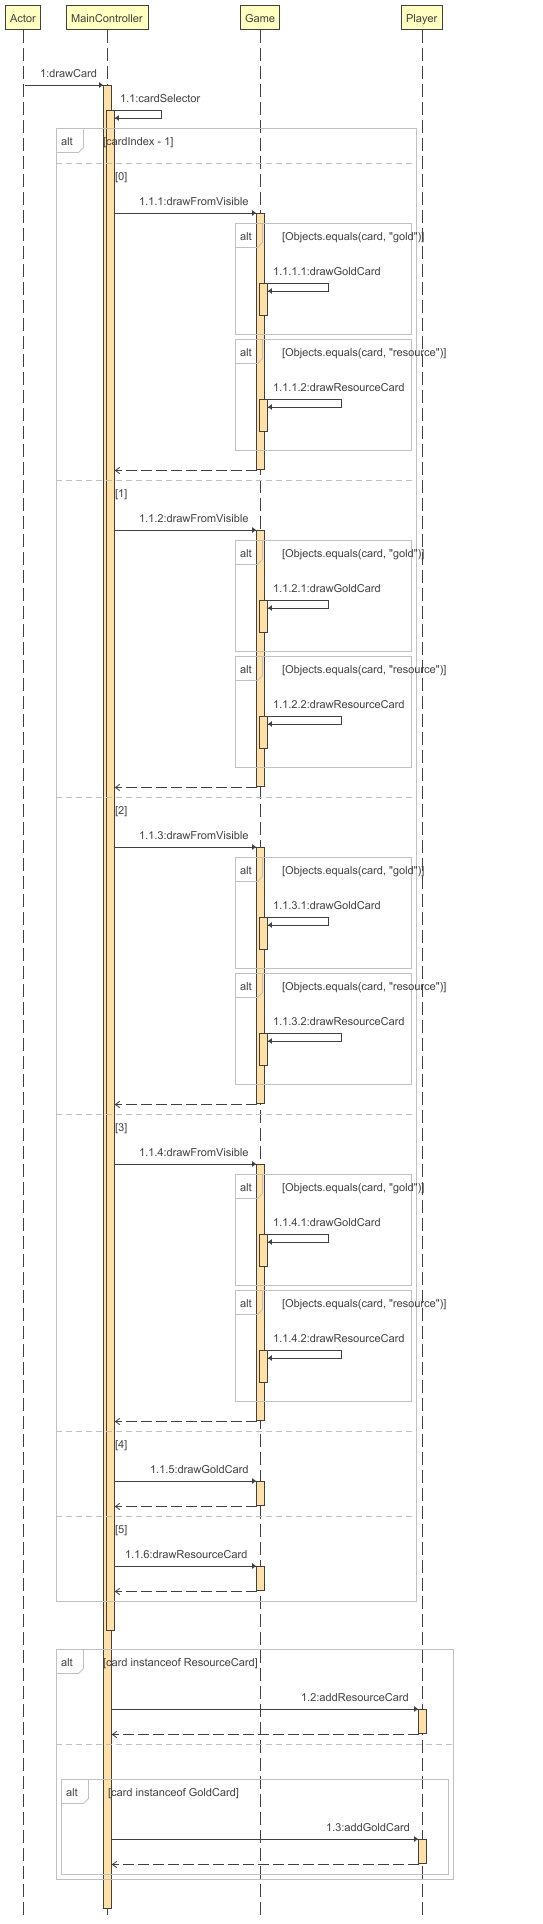 Actor MainController Game Player
1:drawCard
1.1:cardSelector
alt [cardIndex - 1]
[0]
1.1.1:drawFromVisible
alt [Objects.equals(card, "gold")]
1.1.1.1:drawGoldCard
alt [Objects.equals(card, "resource")]
1.1.1.2:drawResourceCard
[1]
1.1.2:drawFromVisible
alt [Objects.equals(card, "gold")]
1.1.2.1:drawGoldCard
alt [Objects.equals(card, "resource")]
1.1.2.2:drawResourceCard
[2]
1.1.3:drawFromVisible
alt [Objects.equals(card, "gold")]
1.1.3.1:drawGoldCard
alt [Objects.equals(card, "resource")]
1.1.3.2:drawResourceCard
[3]
1.1.4:drawFromVisible
alt [Objects.equals(card, "gold")]
1.1.4.1:drawGoldCard
alt [Objects.equals(card, "resource")]
1.1.4.2:drawResourceCard
[4]
1.1.5:drawGoldCard
[5]
1.1.6:drawResourceCard
alt [card instanceof ResourceCard]
1.2:addResourceCard
alt [card instanceof GoldCard]
1.3:addGoldCard